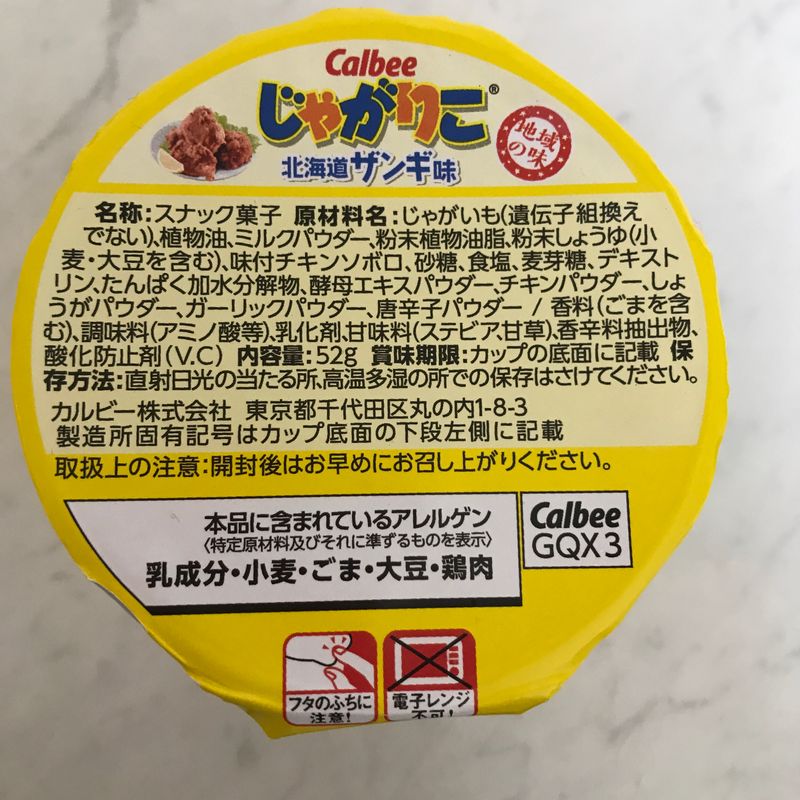 Calbee
じゃがりこ®
北海道ザンギ味
地域
の味
名称:スナック菓子 原材料名:じゃがいも(遺伝子組換え
でない)、植物油、ミルクパウダー、粉末植物油脂、粉末しょうゆ(小
麦・大豆を含む)、味付チキンソボロ、砂糖、食塩、麦芽糖、デキスト
リン、たんぱく加水分解物、酵母エキスパウダー、チキンパウダー、しょ
うがパウダー、ガーリックパウダー、唐辛子パウダー / 香料(ごまを含
む)、調味料(アミノ酸等)、乳化剤、甘味料(ステビア、甘草)、香辛料抽出物、
酸化防止剤(V.C) 内容量:52g 賞味期限:カップの底面に記載 保
存方法:直射日光の当たる所、高温多湿の所での保存はさけてください。
カルビー株式会社 東京都千代田区丸の内1-8-3
製造所固有記号はカップ底面の下段左側に記載
取扱上の注意:開封後はお早めにお召し上がりください。
本品に含まれているアレルゲン
〈特定原材料及びそれに準ずるものを表示〉
乳成分・小麦・ごま・大豆・鶏肉
Calbee
GQX3
フタのふちに
注意!
電子レンジ
不可!